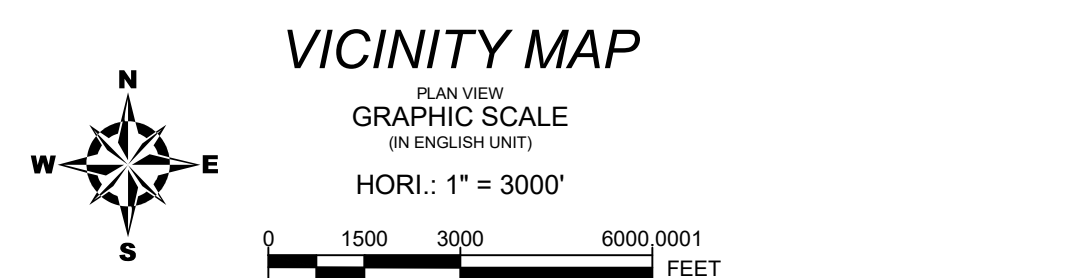 VICINITY MAP
PLAN VIEW
GRAPHIC SCALE
(IN ENGLISH UNIT)
HORI.: 1" = 3000'
N
W E
S
0 1500 3000 6000.0001
FEET